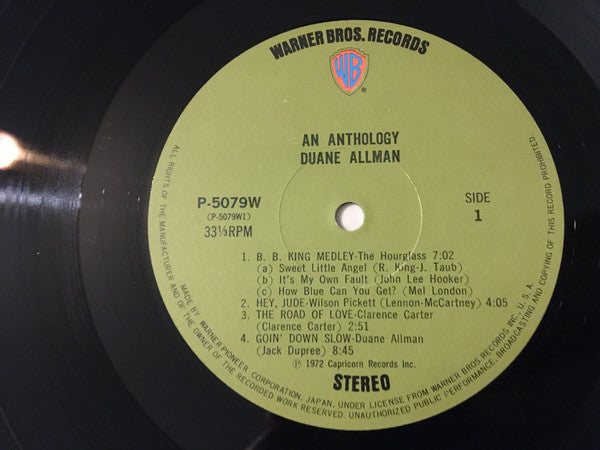 WARNER BROS. RECORDS
WB
®
AN ANTHOLOGY
DUANE ALLMAN
P-5079W
(P-5079W1)
33⅓RPM
SIDE
1
1. B. B. KING MEDLEY-The Hourglass 7:02
(a) Sweet Little Angel (R. King-J. Taub)
(b) It's My Own Fault (John Lee Hooker)
(c) How Blue Can You Get? (Mel London)
2. HEY, JUDE-Wilson Pickett (Lennon-McCartney) 4:05
3. THE ROAD OF LOVE-Clarence Carter
(Clarence Carter) 2:51
4. GOIN' DOWN SLOW-Duane Allman
(Jack Dupree) 8:45
Ⓟ 1972 Capricorn Records Inc.
STEREO
MADE BY WARNER-PIONEER CORPORATION, JAPAN, UNDER LICENSE FROM WARNER BROS. RECORDS INC., U.S.A.
ALL RIGHTS OF THE MANUFACTURER AND OF THE OWNER OF THE RECORDED WORK RESERVED. UNAUTHORIZED PUBLIC PERFORMANCE, BROADCASTING AND COPYING OF THIS RECORD PROHIBITED.